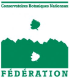 Conservatoires Botaniques Nationaux
FÉDÉRATION